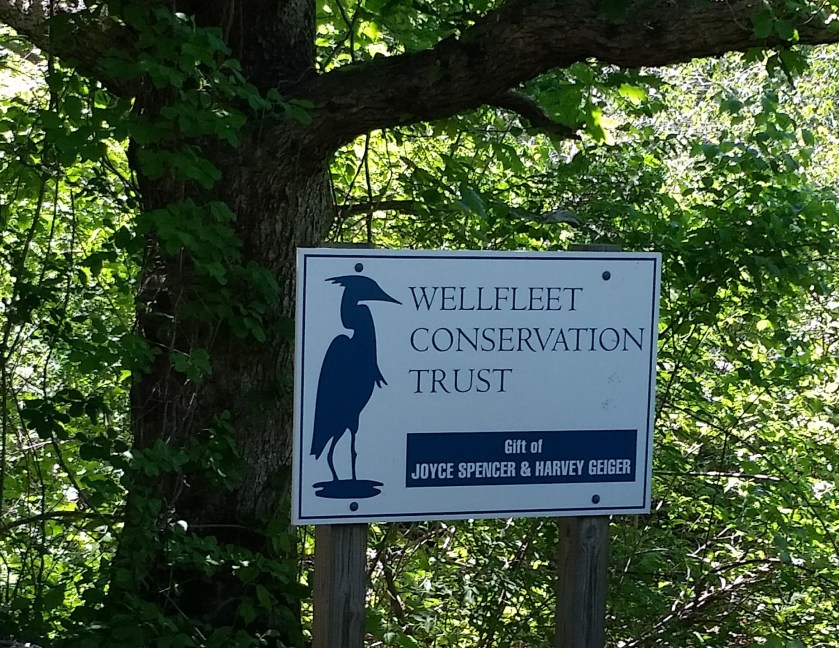 WELLFLEET
CONSERVATION
TRUST
Gift of
JOYCE SPENCER & HARVEY GEIGER